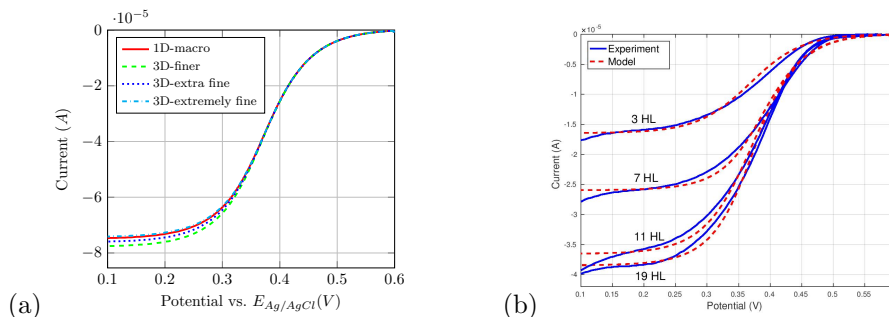 ·10⁻⁵
0
−2
−4
−6
−8
0.1 0.2 0.3 0.4 0.5 0.6
Current (A)
Potential vs. E_{Ag/AgCl}(V)
1D-macro
3D-finer
3D-extra fine
3D-extremely fine
(a)
×10⁻⁵
0
-0.5
-1
-1.5
-2
-2.5
-3
-3.5
-4
0.1 0.15 0.2 0.25 0.3 0.35 0.4 0.45 0.5 0.55
Current (A)
Potential (V)
Experiment
Model
3 HL
7 HL
11 HL
19 HL
(b)